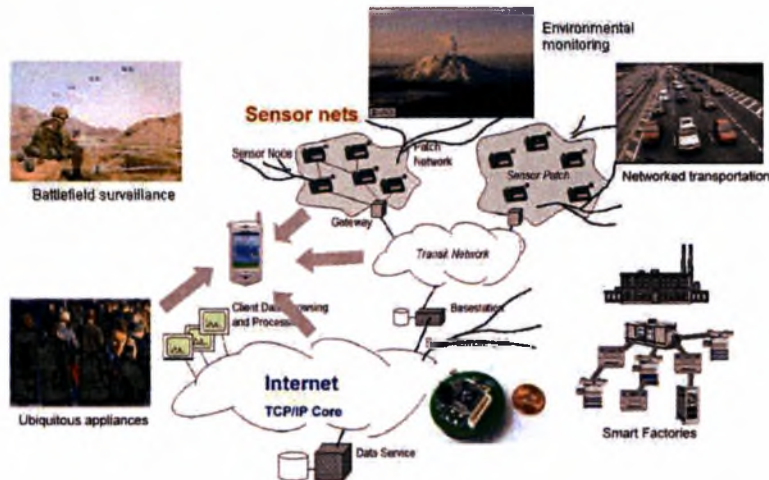 Environmental
monitoring
Sensor nets
Sensor Node
Patch
Network
Sensor Patch
Networked transportation
Battlefield surveillance
Gateway
Transit Network
Client Data Browsing
and Processing
Basestation
Internet
TCP/IP Core
Ubiquitous appliances
Smart Factories
Data Service